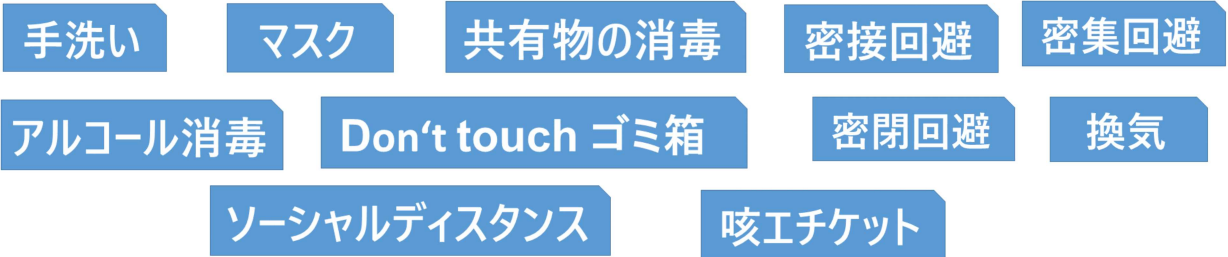 手洗い
マスク
共有物の消毒
密接回避
密集回避
アルコール消毒
Don‘t touch ゴミ箱
密閉回避
換気
ソーシャルディスタンス
咳エチケット